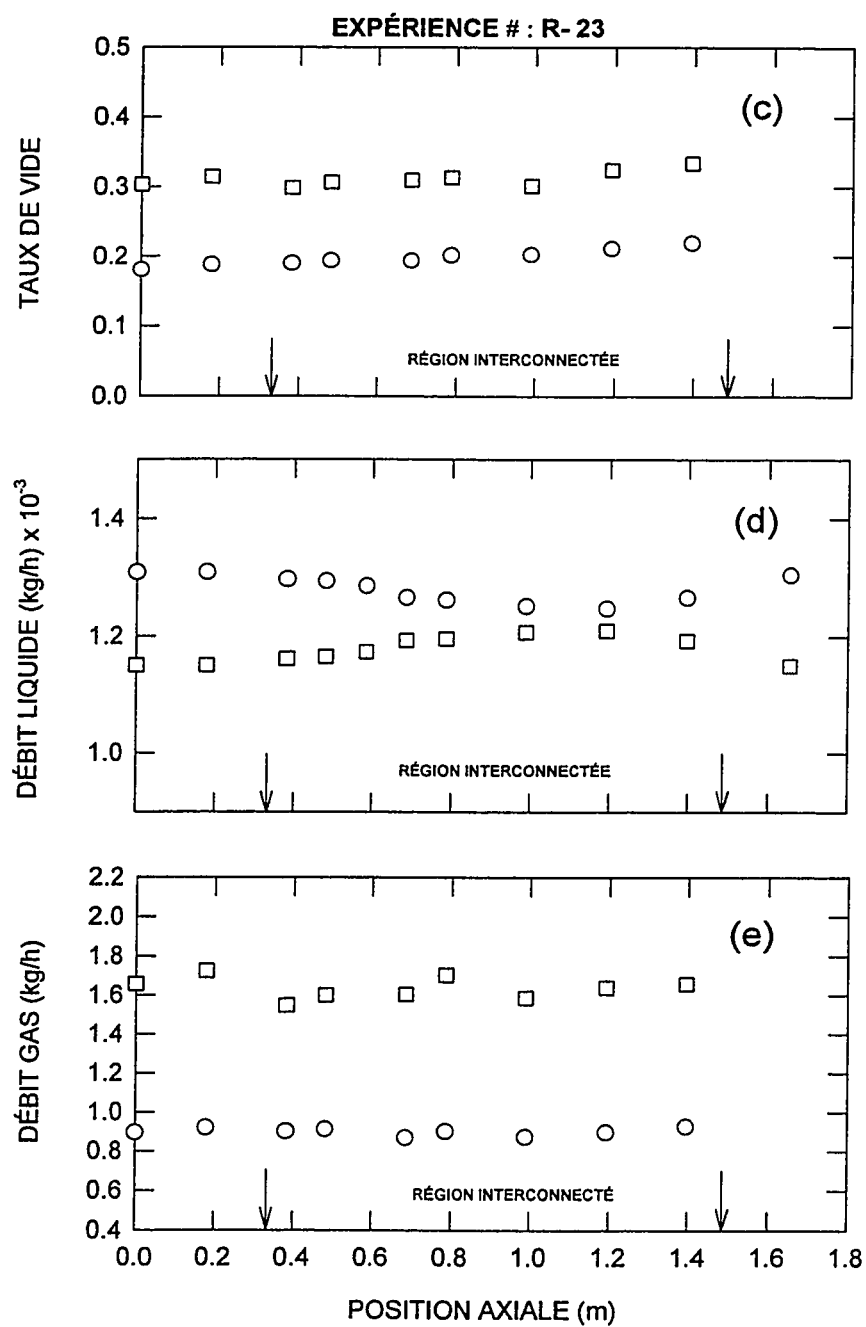 EXPÉRIENCE # : R- 23
(c)
TAUX DE VIDE
0.5
0.4
0.3
0.2
0.1
0.0
RÉGION INTERCONNECTÉE
(d)
DÉBIT LIQUIDE (kg/h) x 10⁻³
1.4
1.2
1.0
RÉGION INTERCONNECTÉE
(e)
DÉBIT GAS (kg/h)
2.2
2.0
1.8
1.6
1.4
1.2
1.0
0.8
0.6
0.4
RÉGION INTERCONNECTÉ
0.0 0.2 0.4 0.6 0.8 1.0 1.2 1.4 1.6 1.8
POSITION AXIALE (m)